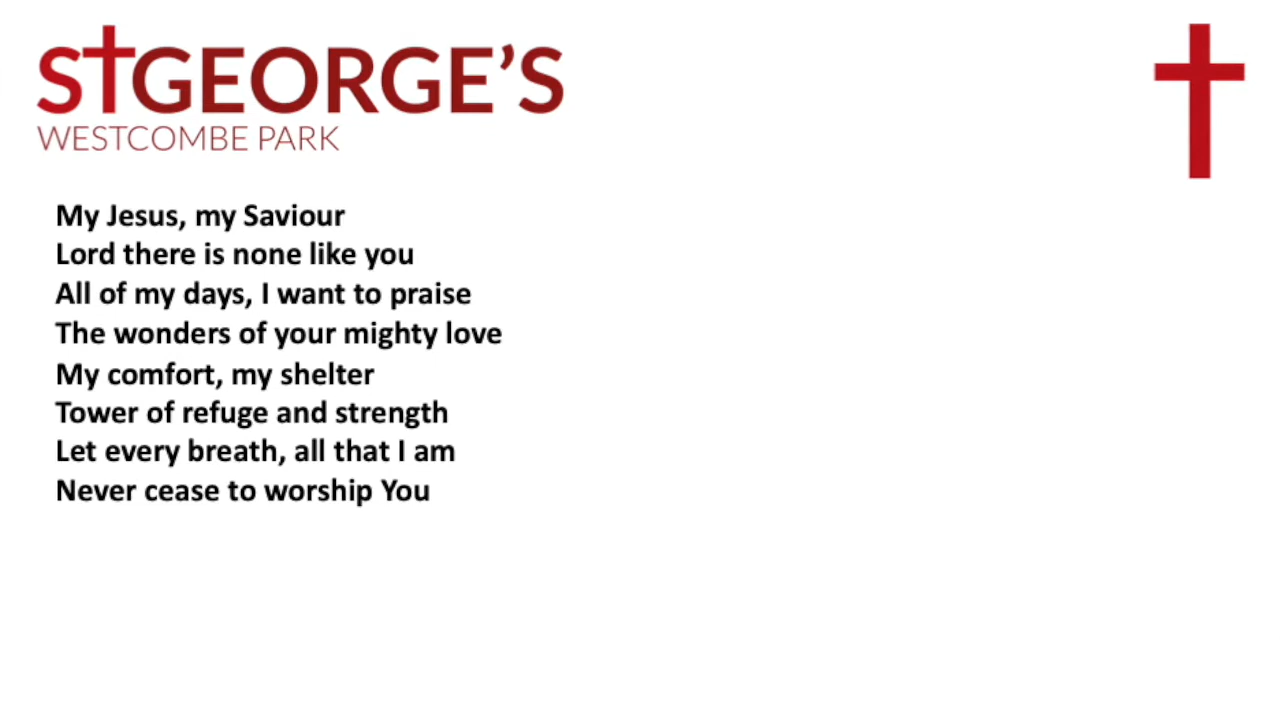 StGEORGE'S
WESTCOMBE PARK
My Jesus, my Saviour
Lord there is none like you
All of my days, I want to praise
The wonders of your mighty love
My comfort, my shelter
Tower of refuge and strength
Let every breath, all that I am
Never cease to worship You